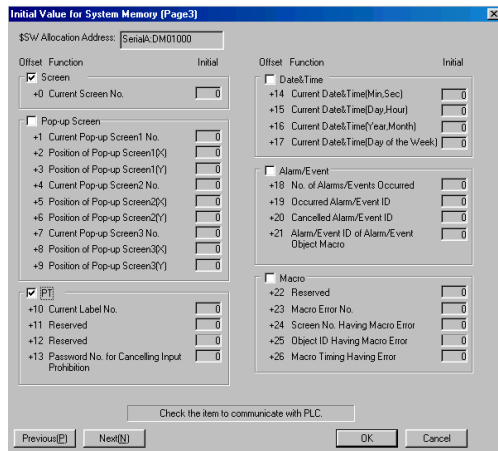 Initial Value for System Memory (Page3)
$SW Allocation Address: SerialA:DM01000
Offset Function Initial
Screen
+0 Current Screen No. 0
Pop-up Screen
+1 Current Pop-up Screen1 No. 0
+2 Position of Pop-up Screen1(X) 0
+3 Position of Pop-up Screen1(Y) 0
+4 Current Pop-up Screen2 No. 0
+5 Position of Pop-up Screen2(X) 0
+6 Position of Pop-up Screen2(Y) 0
+7 Current Pop-up Screen3 No. 0
+8 Position of Pop-up Screen3(X) 0
+9 Position of Pop-up Screen3(Y) 0
PT
+10 Current Label No. 0
+11 Reserved 0
+12 Reserved 0
+13 Password No. for Cancelling Input 0
Prohibition
Offset Function Initial
Date&Time
+14 Current Date&Time(Min,Sec) 0
+15 Current Date&Time(Day,Hour) 0
+16 Current Date&Time(Year,Month) 0
+17 Current Date&Time(Day of the Week) 0
Alarm/Event
+18 No. of Alarms/Events Occurred 0
+19 Occurred Alarm/Event ID 0
+20 Cancelled Alarm/Event ID 0
+21 Alarm/Event ID of Alarm/Event 0
Object Macro
Macro
+22 Reserved 0
+23 Macro Error No. 0
+24 Screen No. Having Macro Error 0
+25 Object ID Having Macro Error 0
+26 Macro Timing Having Error 0
Check the item to communicate with PLC.
Previous(P) Next(N) OK Cancel